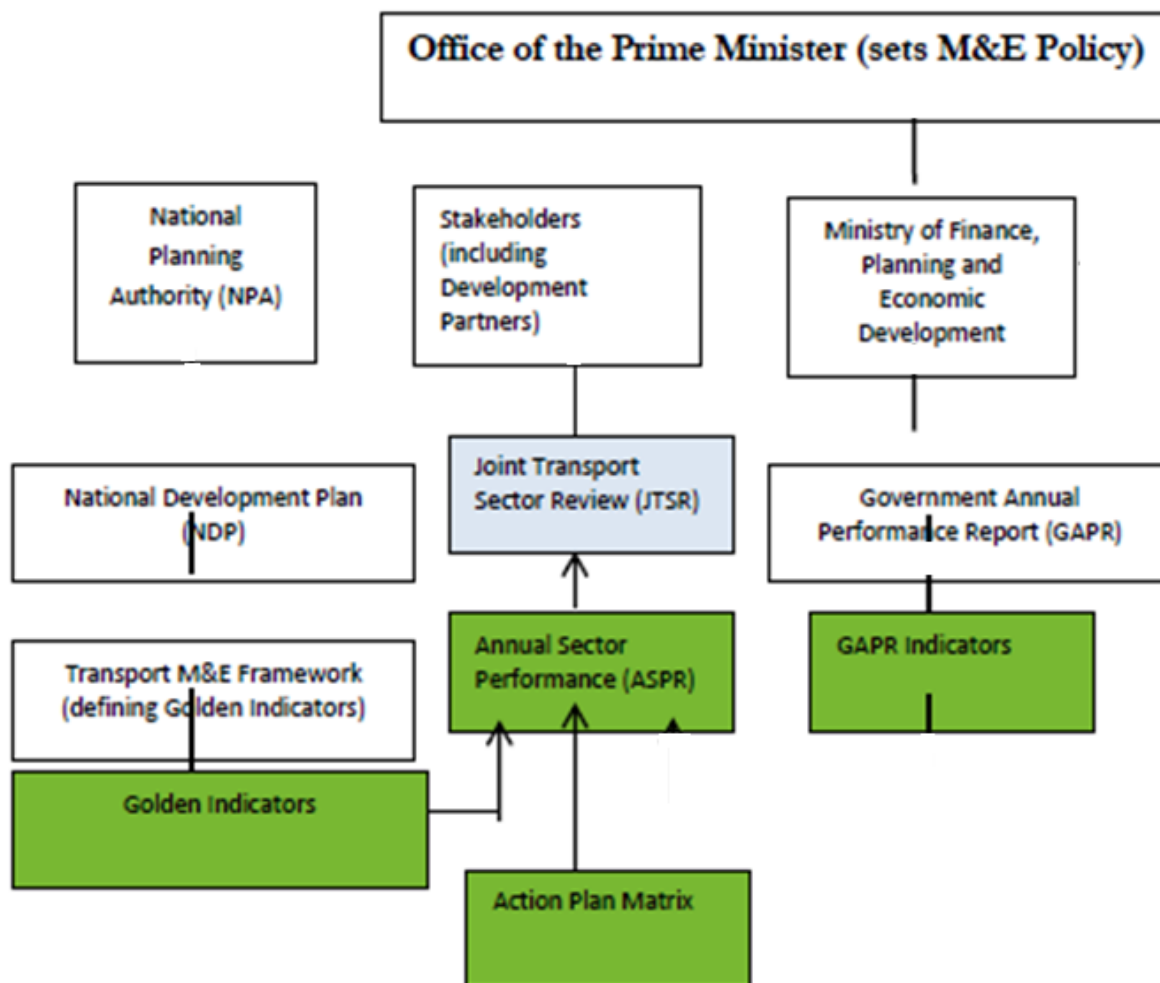 Office of the Prime Minister (sets M&E Policy)
National
Planning
Authority (NPA)
Stakeholders
(including
Development
Partners)
Ministry of Finance,
Planning and
Economic
Development
National Development Plan
(NDP)
Joint Transport
Sector Review (JTSR)
Government Annual
Performance Report (GAPR)
Transport M&E Framework
(defining Golden Indicators)
Annual Sector
Performance (ASPR)
GAPR Indicators
Golden Indicators
Action Plan Matrix